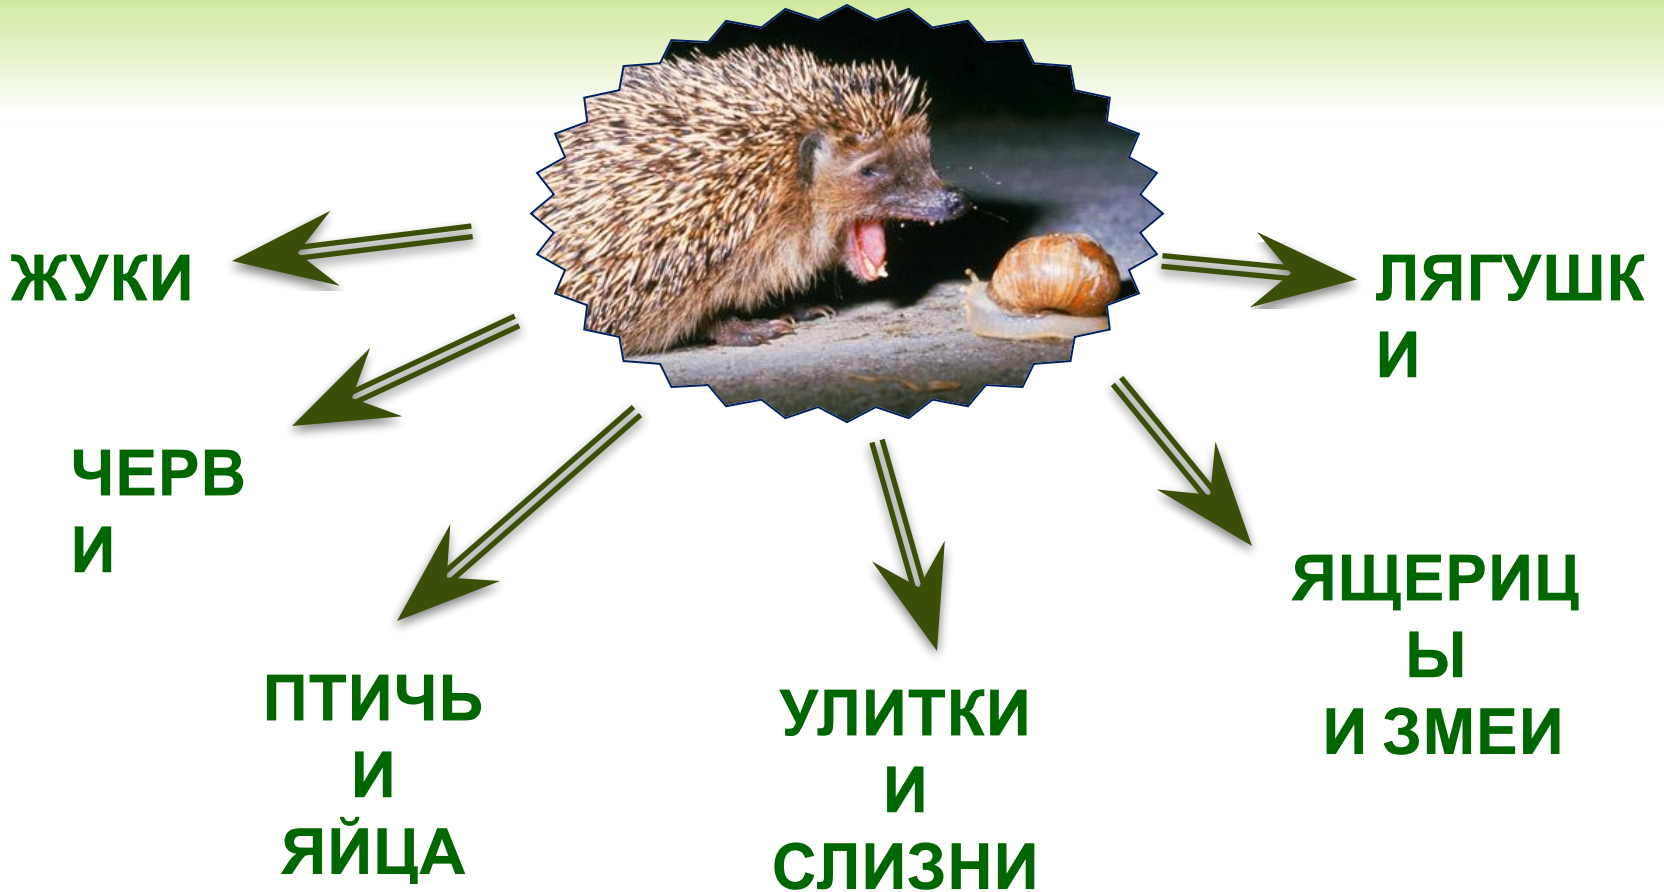 ЖУКИ
ЛЯГУШК
И
ЧЕРВ
И
ПТИЧЬ
И
ЯЙЦА
УЛИТКИ
И
СЛИЗНИ
ЯЩЕРИЦ
Ы
И ЗМЕИ